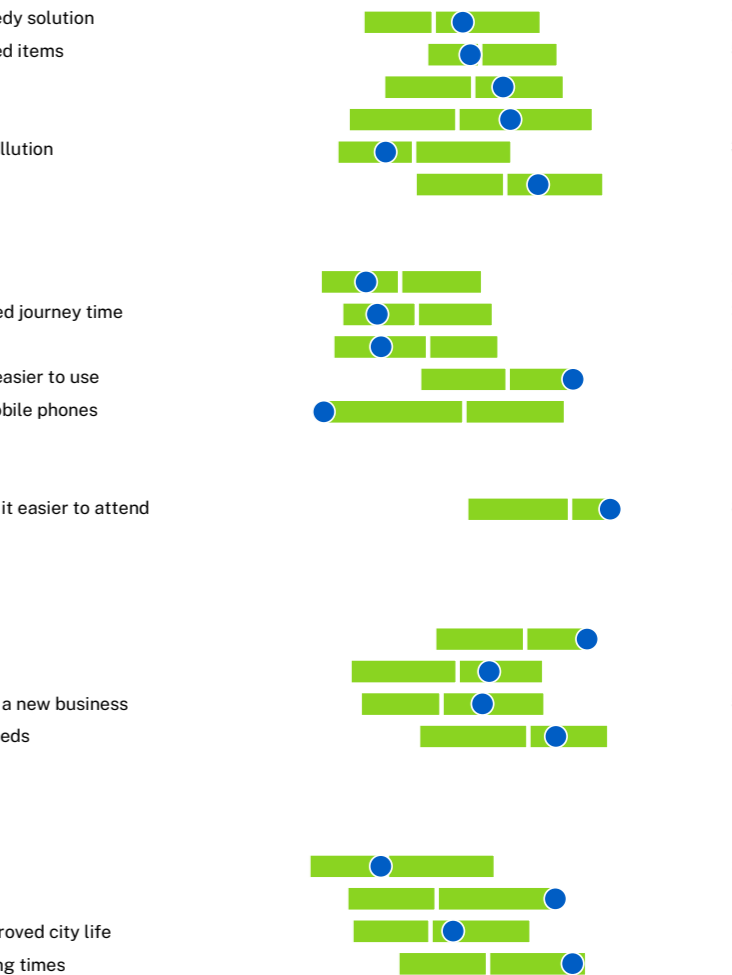 edy solution
ed items
llution
ed journey time
easier to use
obile phones
it easier to attend
a new business
eds
roved city life
ng times